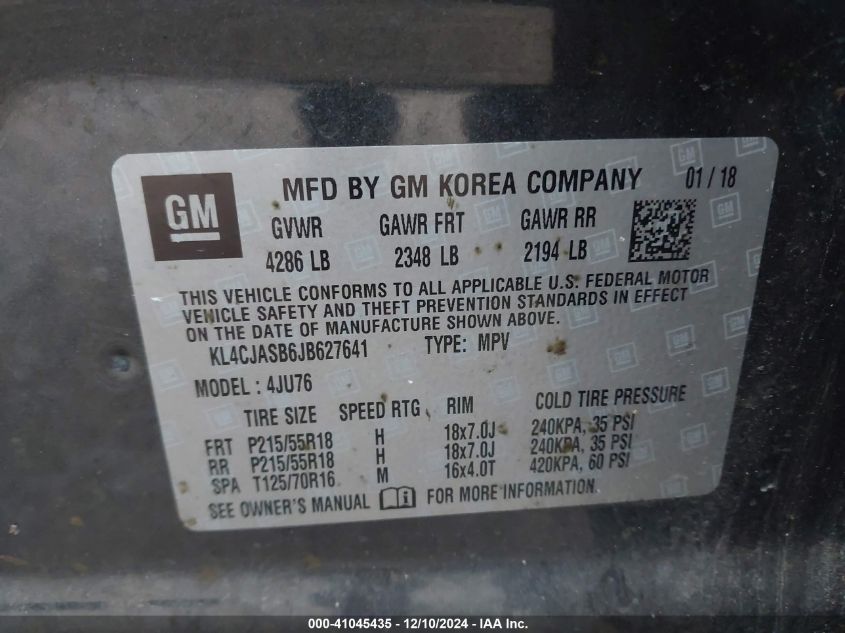 GM
MFD BY GM KOREA COMPANY 01 / 18
GVWR GAWR FRT GAWR RR
4286 LB 2348 LB 2194 LB
THIS VEHICLE CONFORMS TO ALL APPLICABLE U.S. FEDERAL MOTOR
VEHICLE SAFETY AND THEFT PREVENTION STANDARDS IN EFFECT
ON THE DATE OF MANUFACTURE SHOWN ABOVE.
KL4CJASB6JB627641 TYPE: MPV
MODEL : 4JU76
TIRE SIZE SPEED RTG RIM COLD TIRE PRESSURE
FRT P215/55R18 H 18x7.0J 240KPA, 35 PSI
RR P215/55R18 H 18x7.0J 240KPA, 35 PSI
SPA T125/70R16 M 16x4.0T 420KPA, 60 PSI
SEE OWNER'S MANUAL FOR MORE INFORMATION.
000-41045435 - 12/10/2024 - IAA Inc.